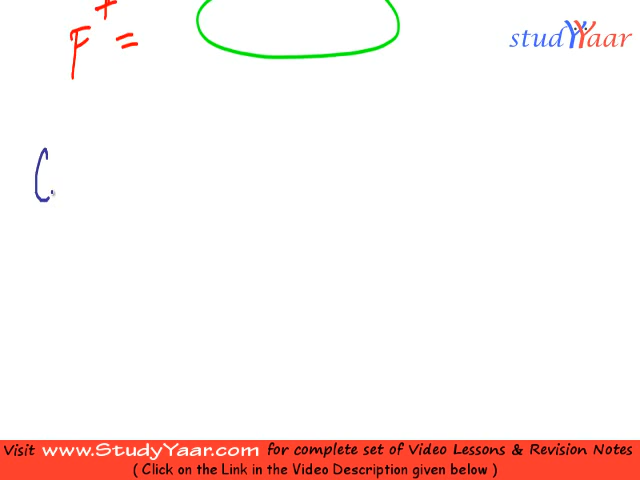 F⁺ =
studYYaar
C
Visit www.StudyYaar.com for complete set of Video Lessons & Revision Notes
( Click on the Link in the Video Description given below )